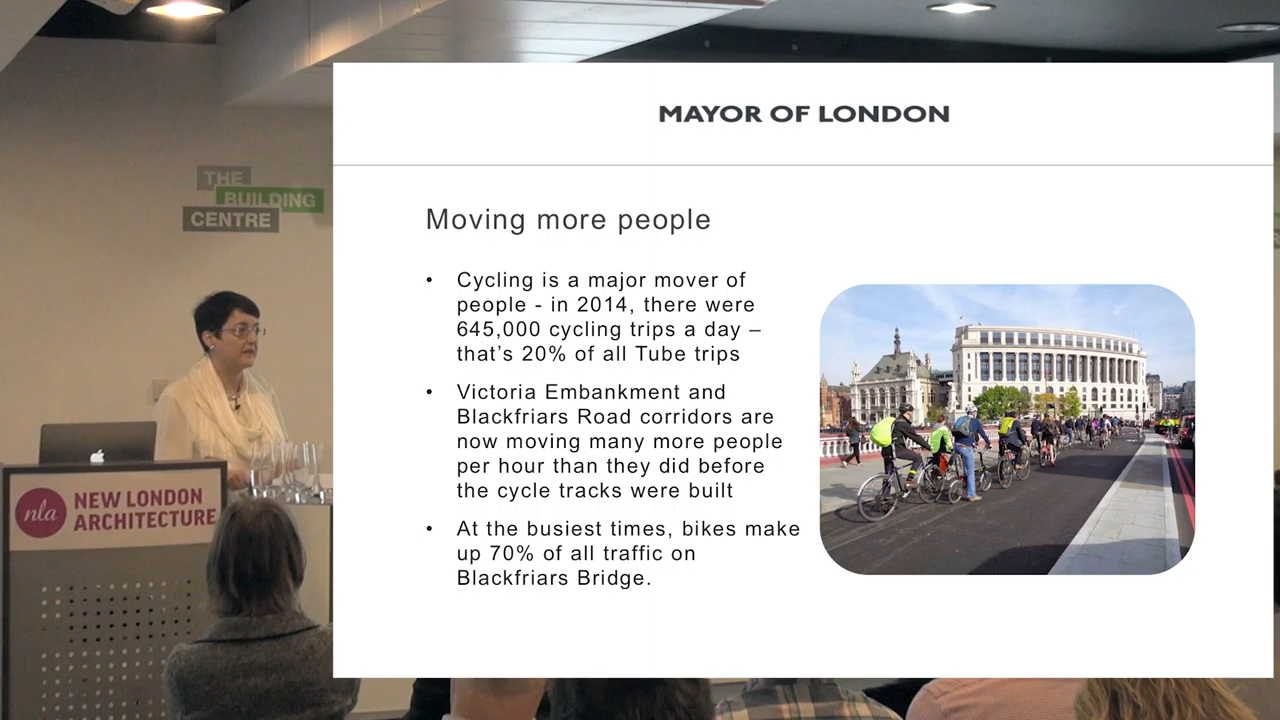 THE
BUILDING
CENTRE
nla
NEW LONDON
ARCHITECTURE
MAYOR OF LONDON
Moving more people
• Cycling is a major mover of
people - in 2014, there were
645,000 cycling trips a day –
that’s 20% of all Tube trips
• Victoria Embankment and
Blackfriars Road corridors are
now moving many more people
per hour than they did before
the cycle tracks were built
• At the busiest times, bikes make
up 70% of all traffic on
Blackfriars Bridge.